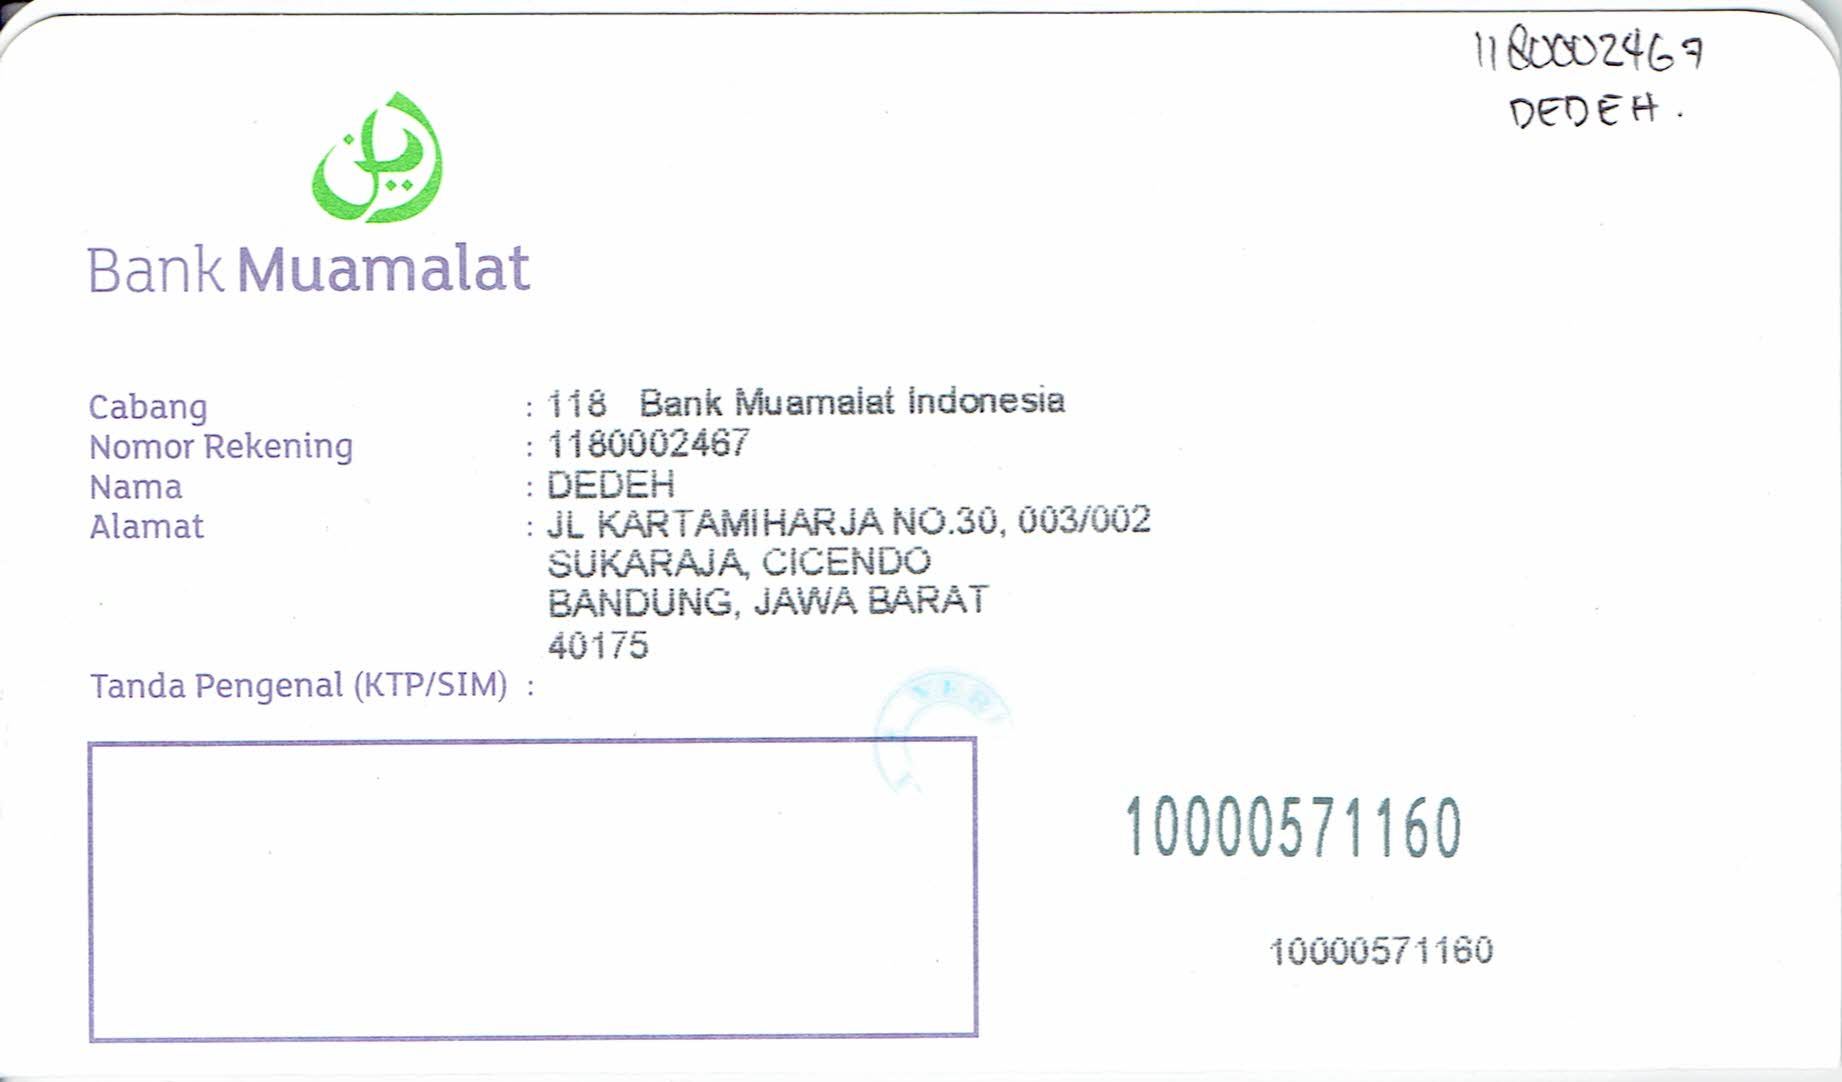 1180002467
DEDEH.
Bank Muamalat
Cabang : 118 Bank Muamalat Indonesia
Nomor Rekening : 1180002467
Nama : DEDEH
Alamat : JL KARTAMIHARJA NO.30, 003/002
SUKARAJA, CICENDO
BANDUNG, JAWA BARAT
40175
Tanda Pengenal (KTP/SIM) :
10000571160
10000571160